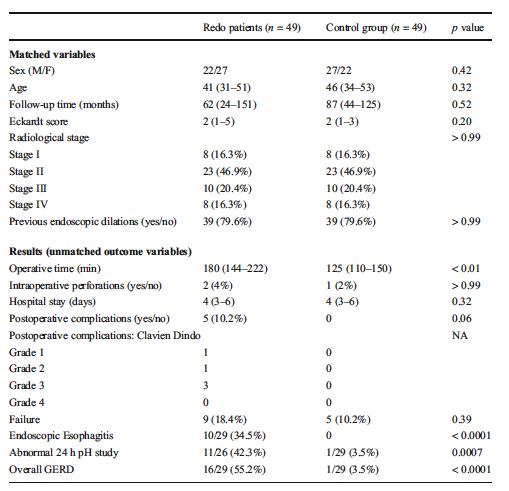 Redo patients (n = 49) Control group (n = 49) p value
Matched variables
Sex (M/F) 22/27 27/22 0.42
Age 41 (31–51) 46 (34–53) 0.32
Follow-up time (months) 62 (24–151) 87 (44–125) 0.52
Eckardt score 2 (1–5) 2 (1–3) 0.20
Radiological stage > 0.99
Stage I 8 (16.3%) 8 (16.3%)
Stage II 23 (46.9%) 23 (46.9%)
Stage III 10 (20.4%) 10 (20.4%)
Stage IV 8 (16.3%) 8 (16.3%)
Previous endoscopic dilations (yes/no) 39 (79.6%) 39 (79.6%) > 0.99
Results (unmatched outcome variables)
Operative time (min) 180 (144–222) 125 (110–150) < 0.01
Intraoperative perforations (yes/no) 2 (4%) 1 (2%) > 0.99
Hospital stay (days) 4 (3–6) 4 (3–6) 0.32
Postoperative complications (yes/no) 5 (10.2%) 0 0.06
Postoperative complications: Clavien Dindo NA
Grade 1 1 0
Grade 2 1 0
Grade 3 3 0
Grade 4 0 0
Failure 9 (18.4%) 5 (10.2%) 0.39
Endoscopic Esophagitis 10/29 (34.5%) 0 < 0.0001
Abnormal 24 h pH study 11/26 (42.3%) 1/29 (3.5%) 0.0007
Overall GERD 16/29 (55.2%) 1/29 (3.5%) < 0.0001